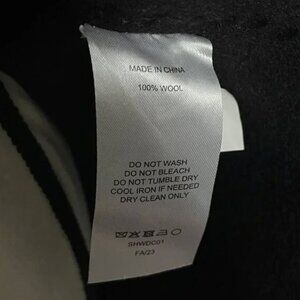 MADE IN CHINA
100% WOOL
DO NOT WASH
DO NOT BLEACH
DO NOT TUMBLE DRY
COOL IRON IF NEEDED
DRY CLEAN ONLY
SHWDC01
FA/23